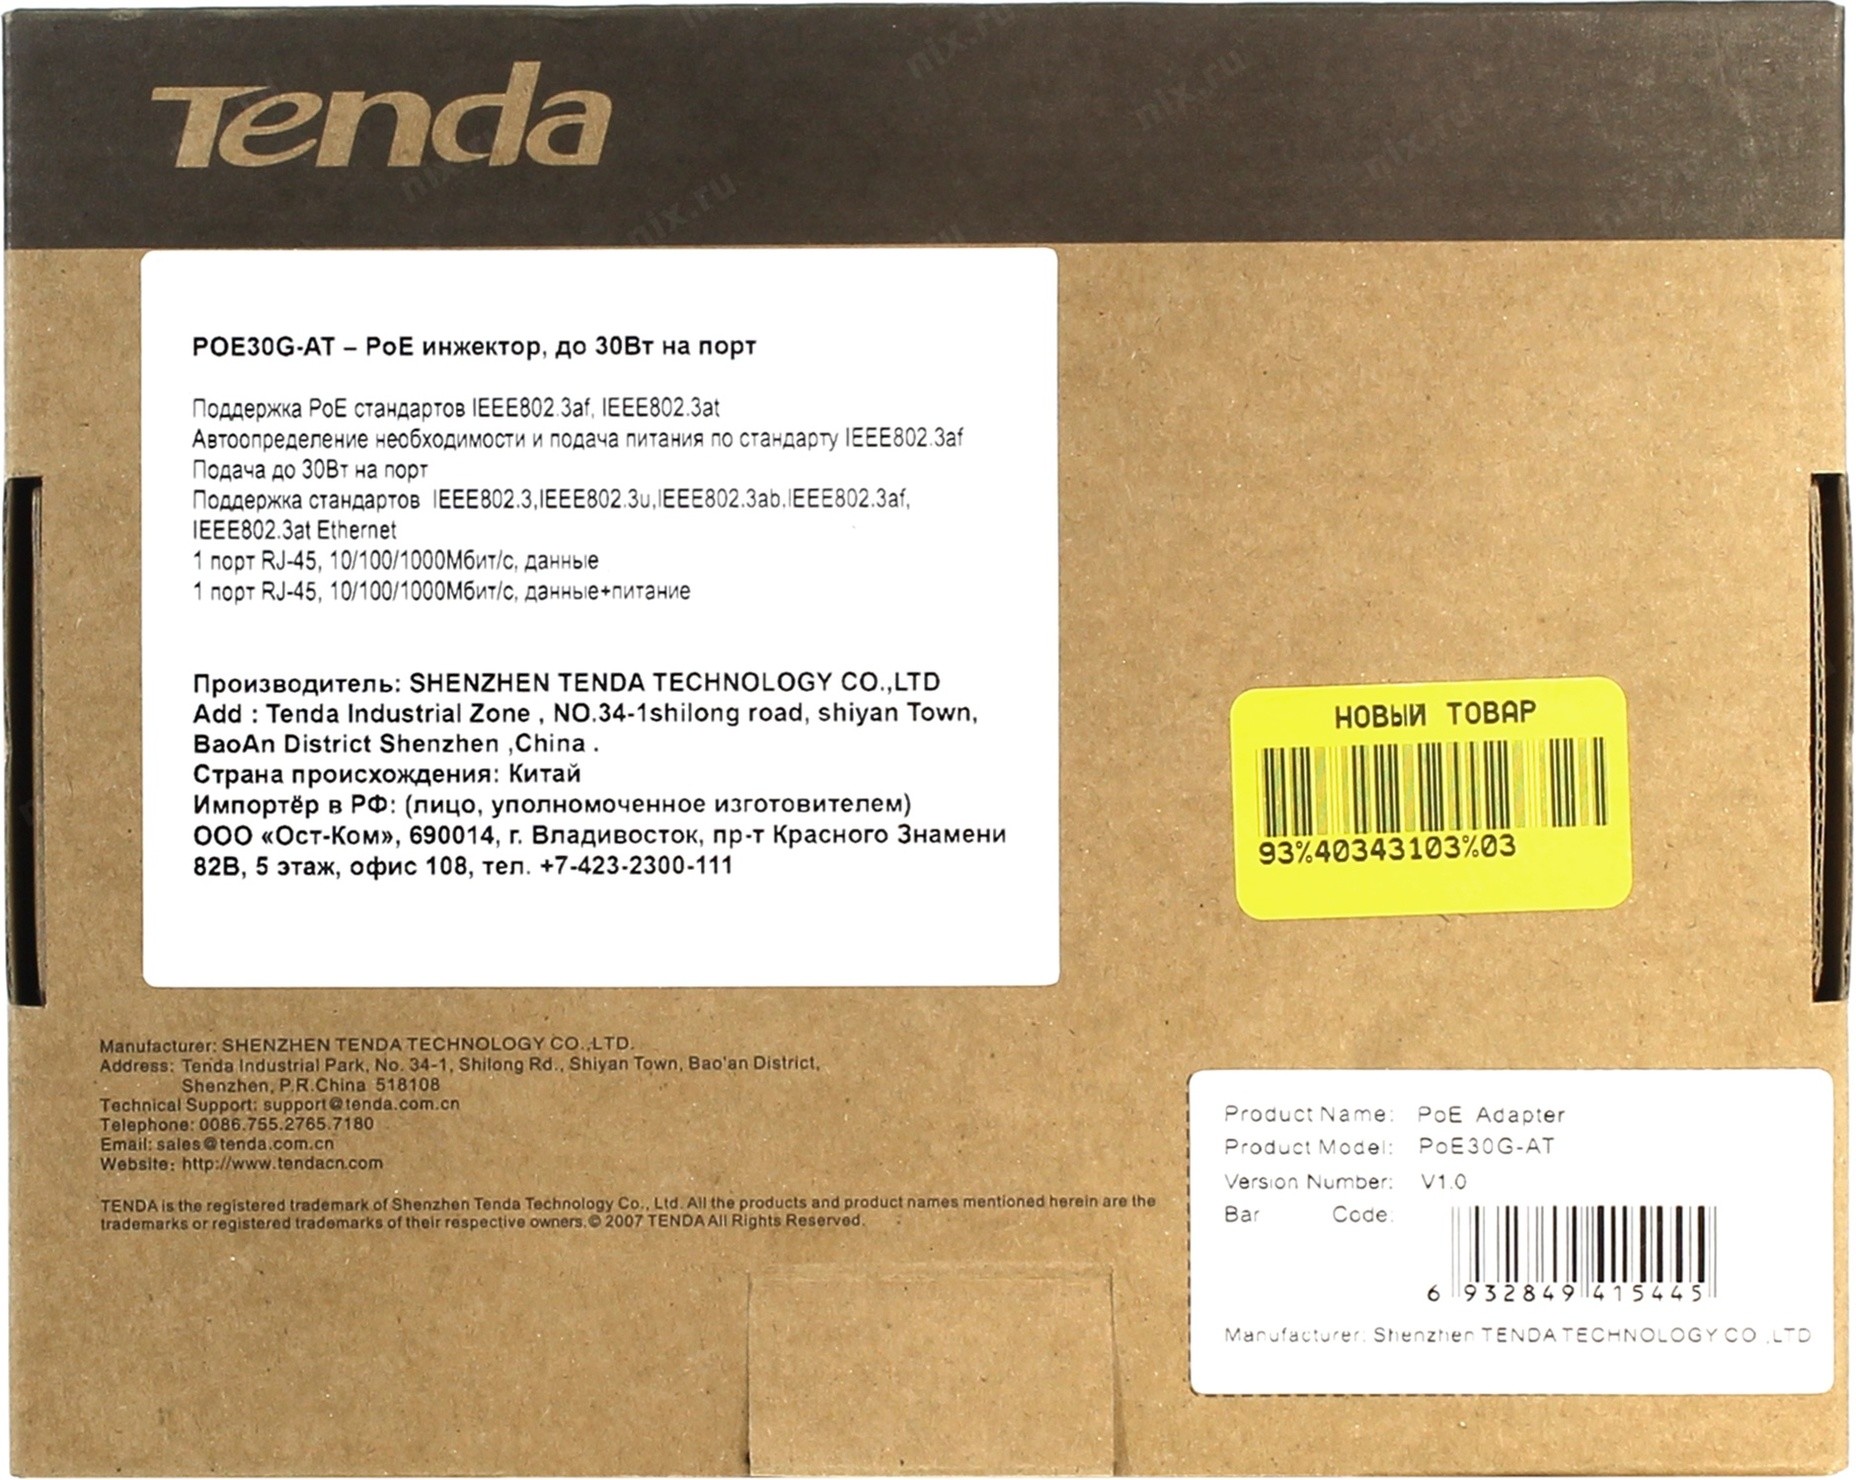 Tenda
POE30G-AT – PoE инжектор, до 30Вт на порт
Поддержка PoE стандартов IEEE802.3af, IEEE802.3at
Автоопределение необходимости и подача питания по стандарту IEEE802.3af
Подача до 30Вт на порт
Поддержка стандартов IEEE802.3,IEEE802.3u,IEEE802.3ab,IEEE802.3af,
IEEE802.3at Ethernet
1 порт RJ-45, 10/100/1000Мбит/с, данные
1 порт RJ-45, 10/100/1000Мбит/с, данные+питание
Производитель: SHENZHEN TENDA TECHNOLOGY CO.,LTD
Add : Tenda Industrial Zone , NO.34-1shilong road, shiyan Town,
BaoAn District Shenzhen ,China .
Страна происхождения: Китай
Импортёр в РФ: (лицо, уполномоченное изготовителем)
ООО «Ост-Ком», 690014, г. Владивосток, пр-т Красного Знамени
82В, 5 этаж, офис 108, тел. +7-423-2300-111
НОВЫЙ ТОВАР
93%40343103%03
Manufacturer: SHENZHEN TENDA TECHNOLOGY CO.,LTD.
Address: Tenda Industrial Park, No. 34-1, Shilong Rd., Shiyan Town, Bao'an District,
Shenzhen, P.R.China 518108
Technical Support: support@tenda.com.cn
Telephone: 0086.755.2765.7180
Email: sales@tenda.com.cn
Website: http://www.tendacn.com
TENDA is the registered trademark of Shenzhen Tenda Technology Co., Ltd. All the products and product names mentioned herein are the
trademarks or registered trademarks of their respective owners.© 2007 TENDA All Rights Reserved.
Product Name: PoE Adapter
Product Model: PoE30G-AT
Version Number: V1.0
Bar Code:
6 932849 415445
Manufacturer: Shenzhen TENDA TECHNOLOGY CO.,LTD
nix.ru
nix.ru
nix.ru
nix.ru
nix.ru